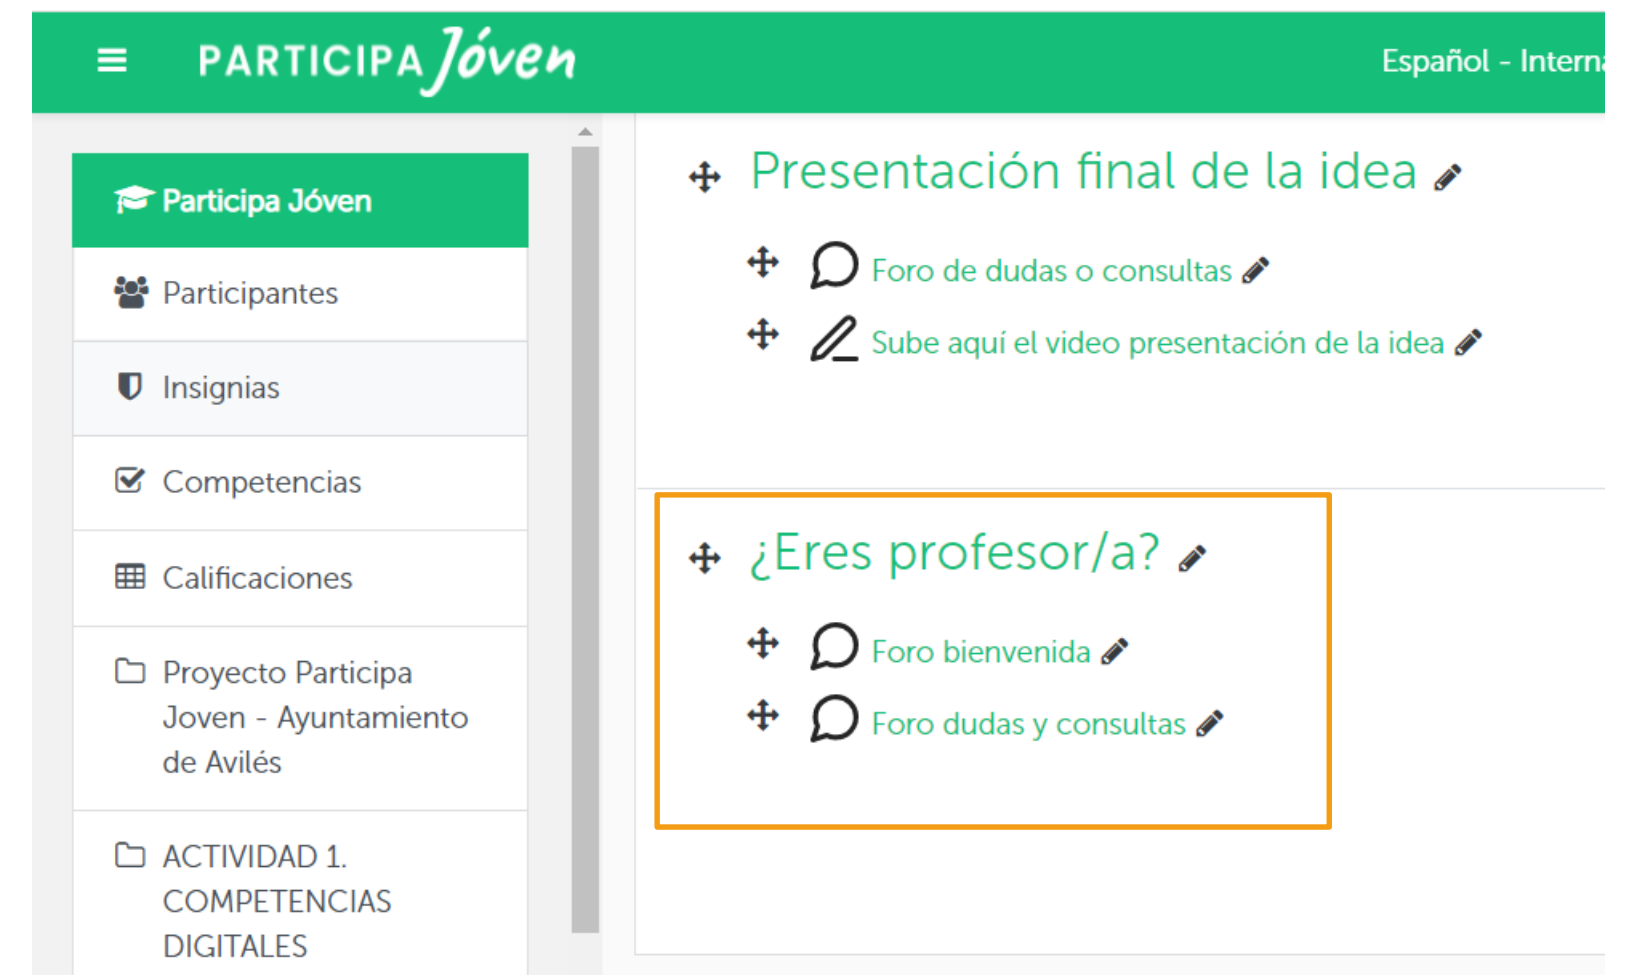 PARTICIPA Jóven
Español - Interna
Participa Jóven
Participantes
Insignias
Competencias
Calificaciones
Proyecto Participa
Joven - Ayuntamiento
de Avilés
ACTIVIDAD 1.
COMPETENCIAS
DIGITALES
Presentación final de la idea
Foro de dudas o consultas
Sube aquí el video presentación de la idea
¿Eres profesor/a?
Foro bienvenida
Foro dudas y consultas